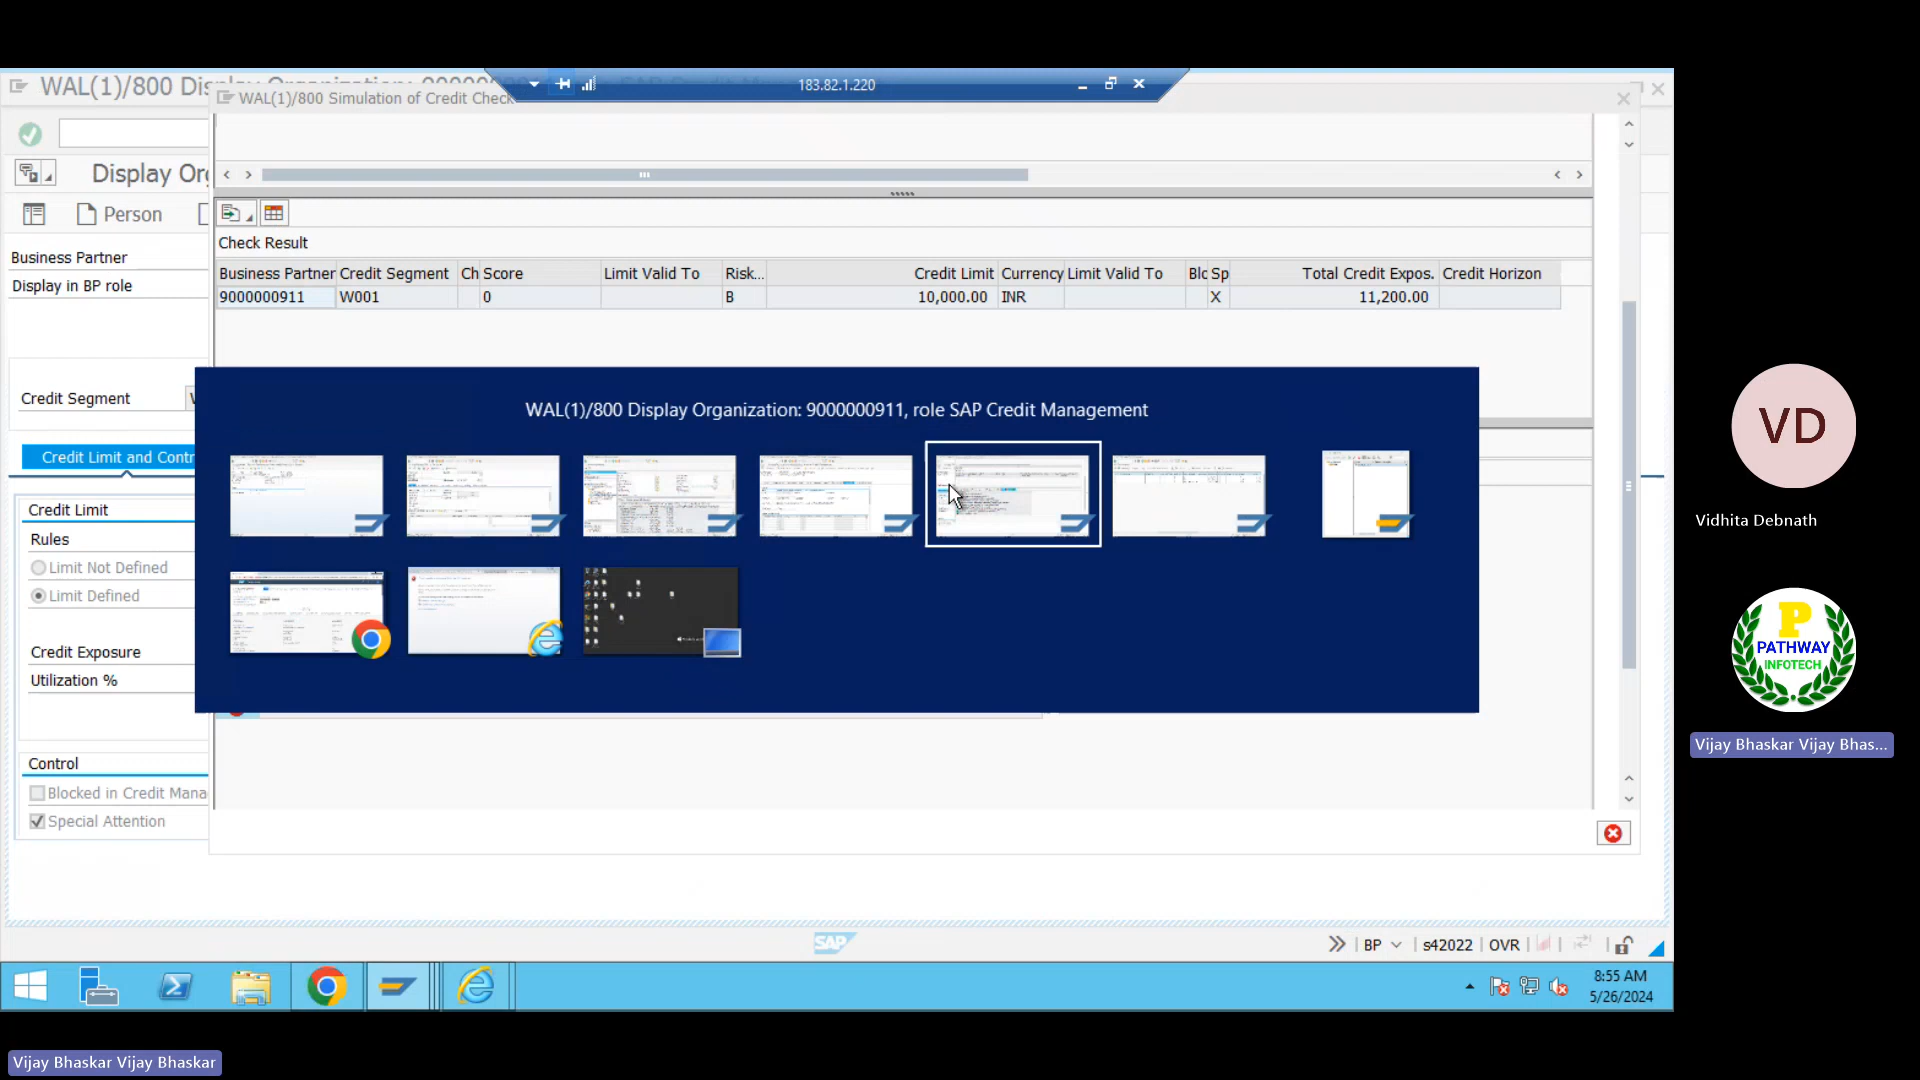 WAL(1)/800 Dis
WAL(1)/800 Simulation of Credit Check
183.82.1.220
Display Org
Person
Business Partner
Display in BP role
Check Result
Business Partner Credit Segment Ch Score Limit Valid To Risk... Credit Limit Currency Limit Valid To Blc Sp Total Credit Expos. Credit Horizon
9000000911 W001 0 B 10,000.00 INR X 11,200.00
Credit Segment
WAL(1)/800 Display Organization: 9000000911, role SAP Credit Management
Credit Limit and Contr
Credit Limit
Rules
Limit Not Defined
Limit Defined
Credit Exposure
Utilization %
Control
Blocked in Credit Mana
Special Attention
SAP
BP
s42022
OVR
8:55 AM
5/26/2024
VD
Vidhita Debnath
P
PATHWAY
INFOTECH
Vijay Bhaskar Vijay Bhas...
Vijay Bhaskar Vijay Bhaskar